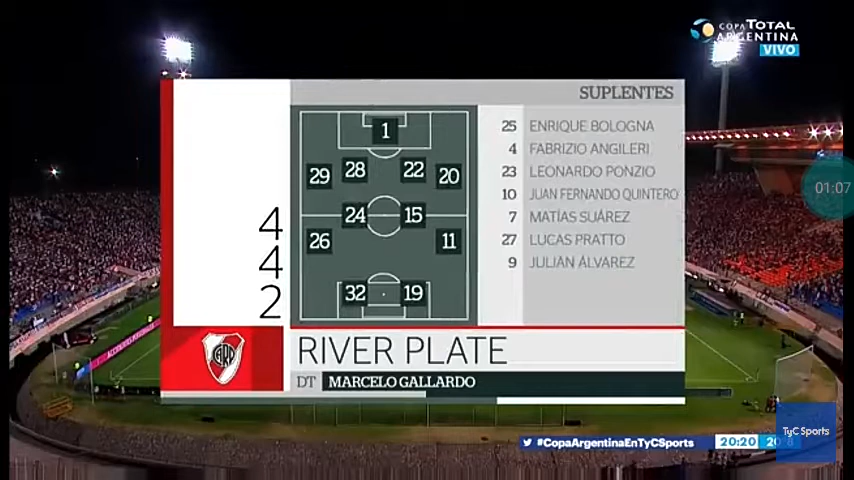 COPA TOTAL
ARGENTINA
VIVO
SUPLENTES
1
29 28 22 20
24 15
26 11
32 19
4
4
2
25 ENRIQUE BOLOGNA
4 FABRIZIO ANGILERI
23 LEONARDO PONZIO
10 JUAN FERNANDO QUINTERO
7 MATÍAS SUÁREZ
27 LUCAS PRATTO
9 JULIÁN ÁLVAREZ
01:07
RIVER PLATE
CARP
DT MARCELO GALLARDO
TyC Sports
#CopaArgentinaEnTyCSports 20:20